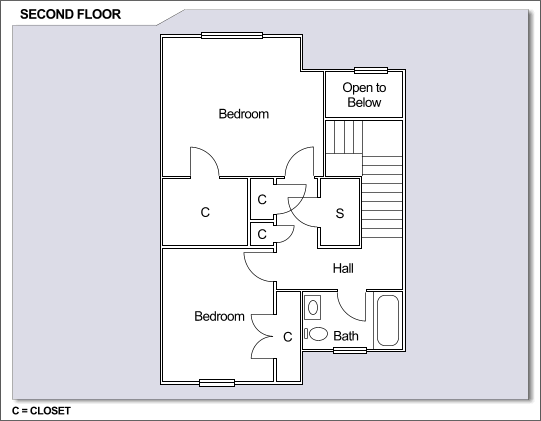 SECOND FLOOR
Open to
Below
Bedroom
C
C
S
C
Hall
Bedroom
C
Bath
C = CLOSET